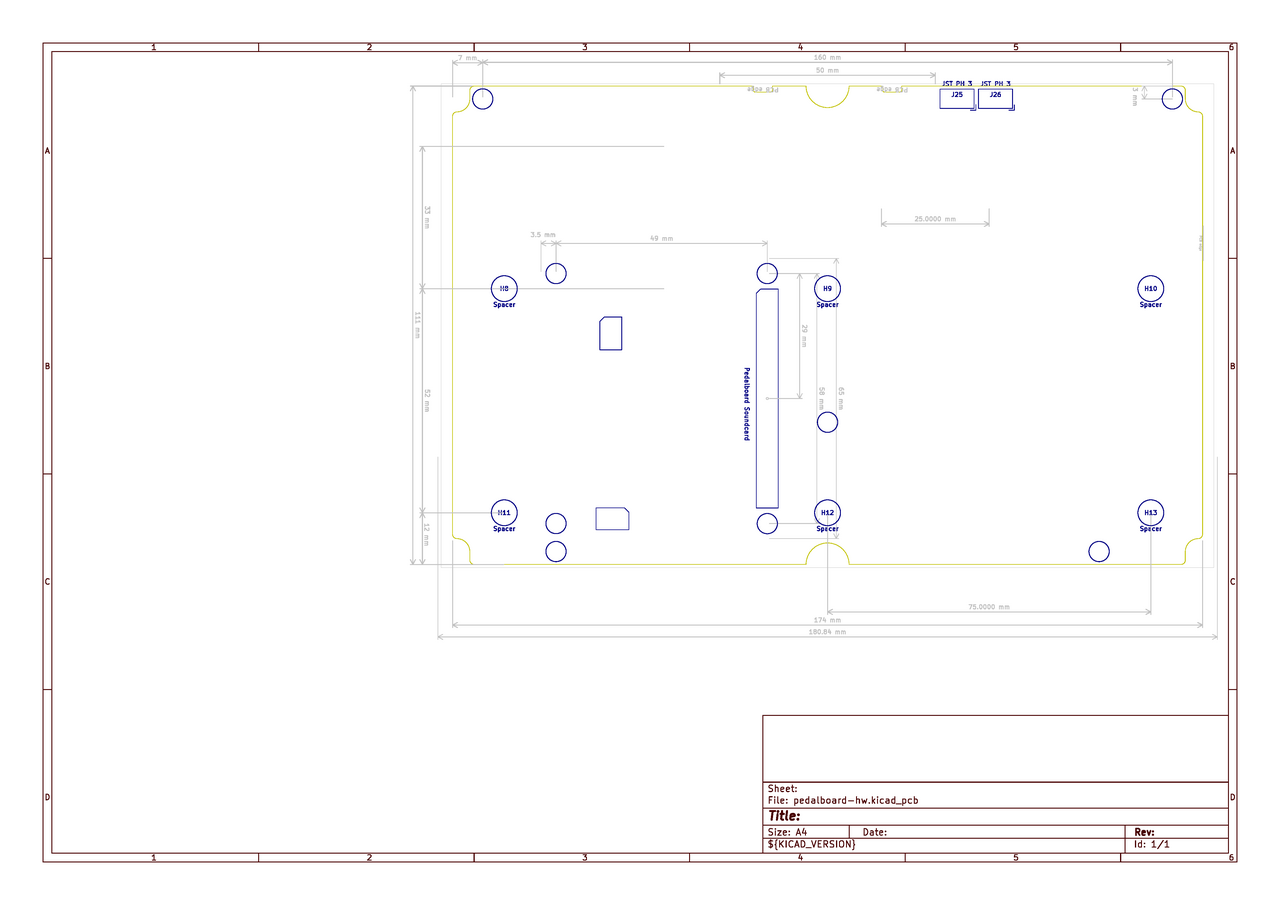 1 2 3 4 5 6
7 mm 160 mm
50 mm
JST PH 3 JST PH 3
PCB edge PCB edge
J25 J26
3 mm
A A
33 mm
25.0000 mm
3.5 mm 49 mm
H8 H9 H10
Spacer Spacer Spacer
111 mm
29 mm
B B
52 mm
Pedalboard Soundcard
58 mm 65 mm
H11 H12 H13
Spacer Spacer Spacer
12 mm
C C
75.0000 mm
174 mm
180.84 mm
D D
Sheet:
File: pedalboard-hw.kicad_pcb
Title:
Size: A4 Date: Rev:
${KICAD_VERSION} Id: 1/1
1 2 3 4 5 6